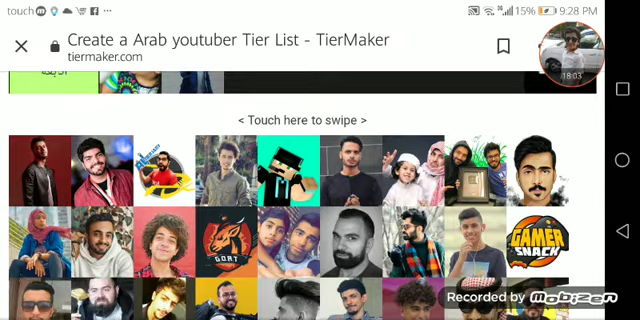 touch
15% 9:28 PM
Create a Arab youtuber Tier List - TierMaker
tiermaker.com
18:03
< Touch here to swipe >
GOAT
GAMER
SNACK
Recorded by mobizen